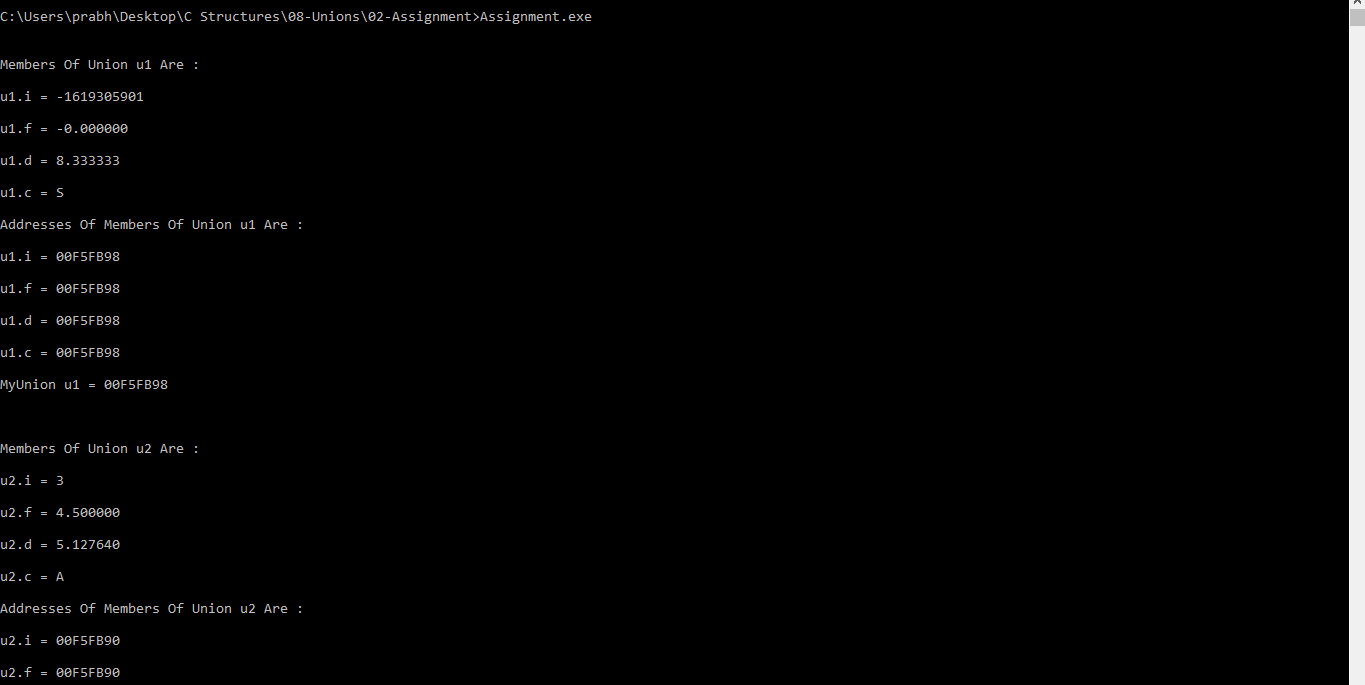 C:\Users\prabh\Desktop\C Structures\08-Unions\02-Assignment>Assignment.exe
Members Of Union u1 Are :
u1.i = -1619305901
u1.f = -0.000000
u1.d = 8.333333
u1.c = S
Addresses Of Members Of Union u1 Are :
u1.i = 00F5FB98
u1.f = 00F5FB98
u1.d = 00F5FB98
u1.c = 00F5FB98
MyUnion u1 = 00F5FB98
Members Of Union u2 Are :
u2.i = 3
u2.f = 4.500000
u2.d = 5.127640
u2.c = A
Addresses Of Members Of Union u2 Are :
u2.i = 00F5FB90
u2.f = 00F5FB90